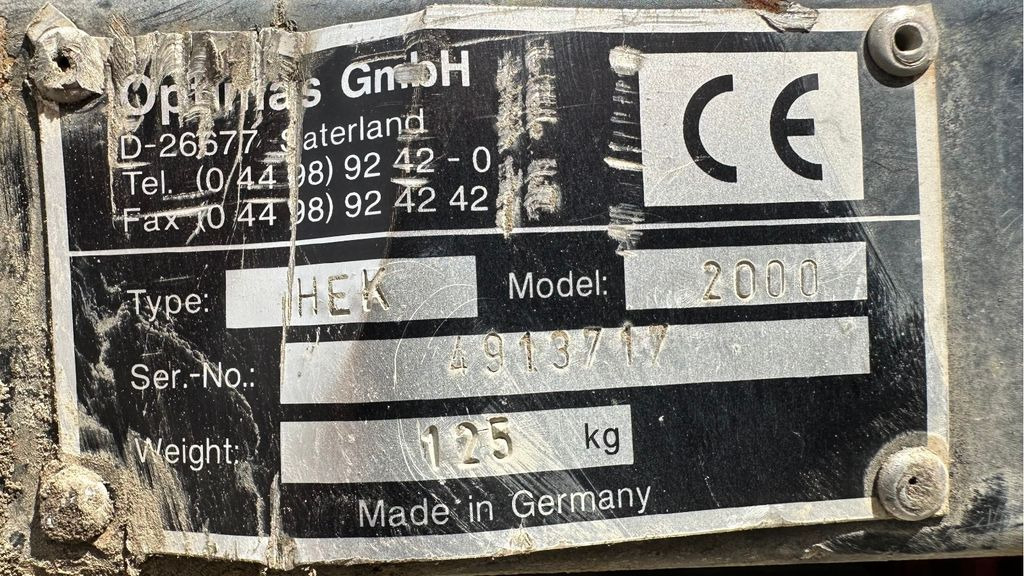 Optimas GmbH
D-26677 Saterland
Tel. (0 44 98) 92 42 - 0
Fax (0 44 98) 92 42 42
CE
Type: HEK Model: 2000
Ser.-No.: 4913717
Weight: 125 kg
Made in Germany